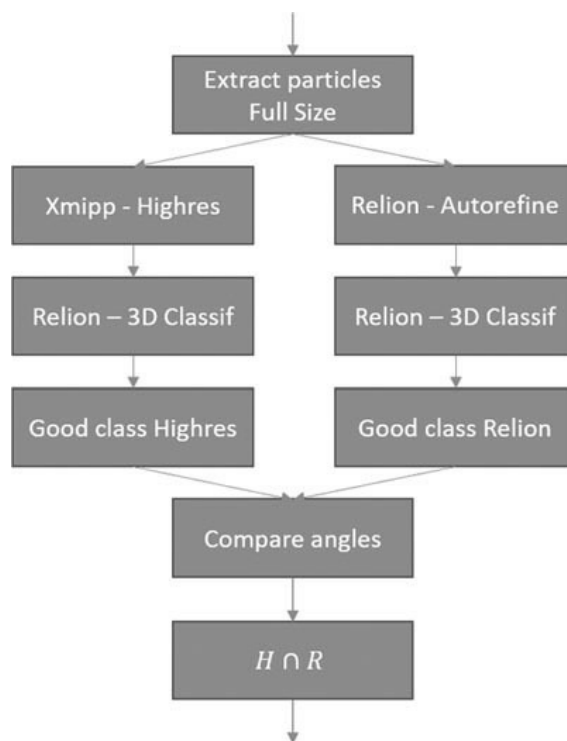 Extract particles
Full Size
Xmipp - Highres
Relion - Autorefine
Relion – 3D Classif
Relion – 3D Classif
Good class Highres
Good class Relion
Compare angles
H ∩ R